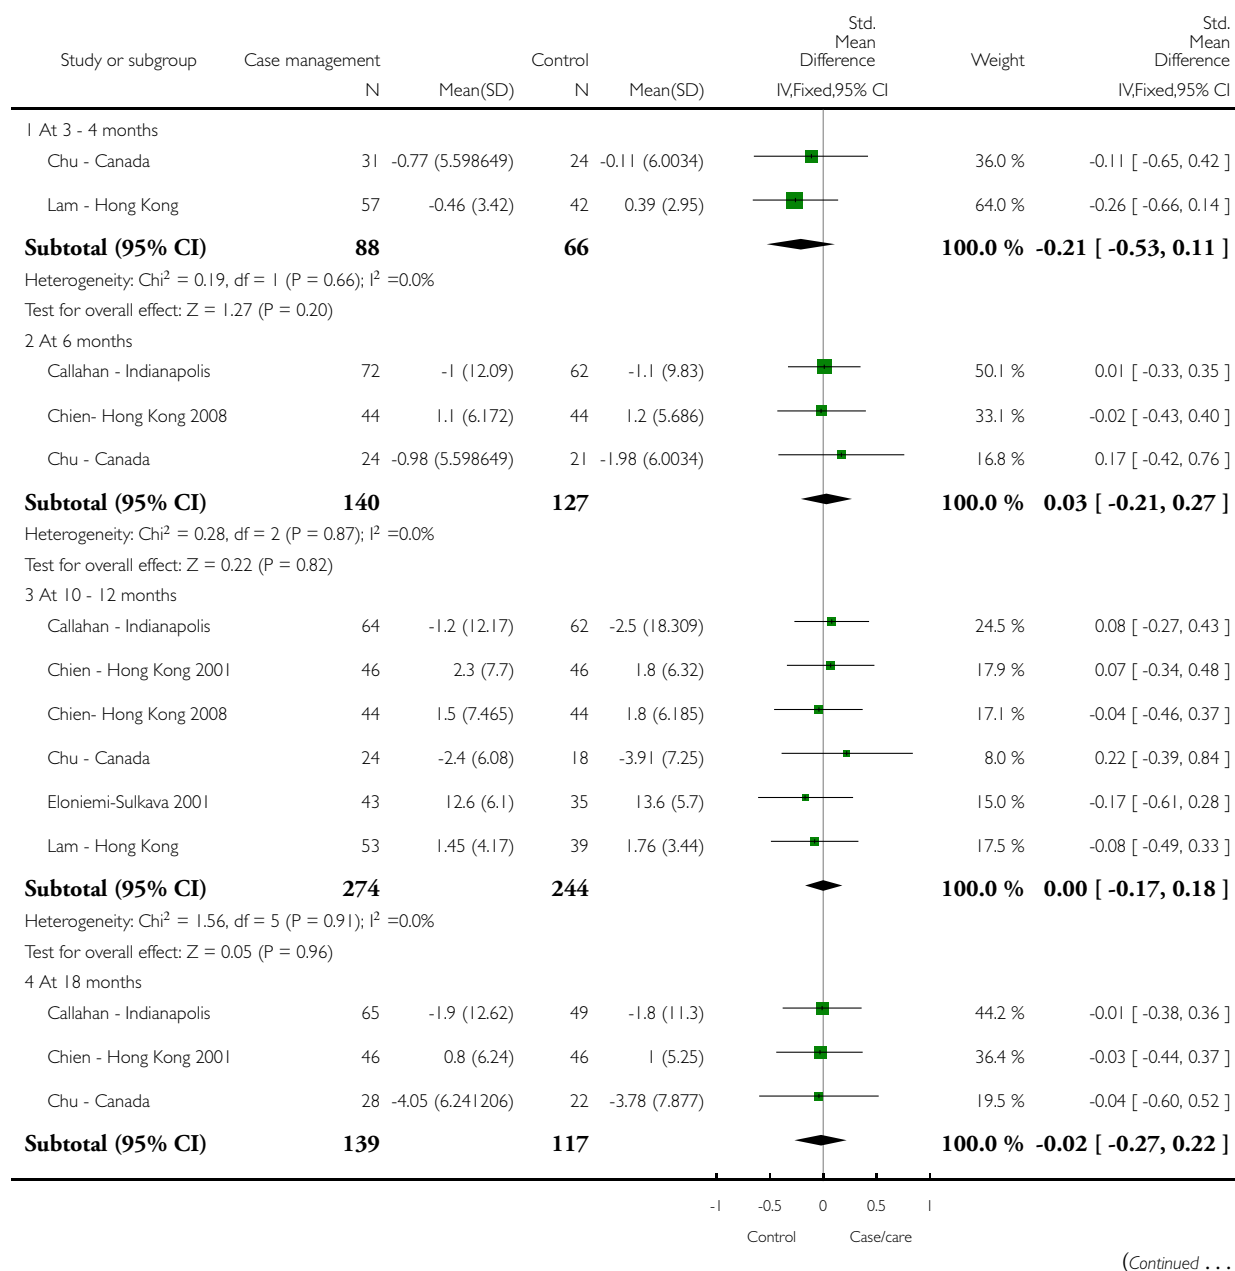 Std.
Mean
Difference
Std.
Mean
Difference
Study or subgroup Case management Control Weight
N Mean(SD) N Mean(SD) IV,Fixed,95% CI IV,Fixed,95% CI
1 At 3 - 4 months
Chu - Canada 31 -0.77 (5.598649) 24 -0.11 (6.0034) 36.0 % -0.11 [ -0.65, 0.42 ]
Lam - Hong Kong 57 -0.46 (3.42) 42 0.39 (2.95) 64.0 % -0.26 [ -0.66, 0.14 ]
Subtotal (95% CI) 88 66 100.0 % -0.21 [ -0.53, 0.11 ]
Heterogeneity: Chi² = 0.19, df = 1 (P = 0.66); I² =0.0%
Test for overall effect: Z = 1.27 (P = 0.20)
2 At 6 months
Callahan - Indianapolis 72 -1 (12.09) 62 -1.1 (9.83) 50.1 % 0.01 [ -0.33, 0.35 ]
Chien- Hong Kong 2008 44 1.1 (6.172) 44 1.2 (5.686) 33.1 % -0.02 [ -0.43, 0.40 ]
Chu - Canada 24 -0.98 (5.598649) 21 -1.98 (6.0034) 16.8 % 0.17 [ -0.42, 0.76 ]
Subtotal (95% CI) 140 127 100.0 % 0.03 [ -0.21, 0.27 ]
Heterogeneity: Chi² = 0.28, df = 2 (P = 0.87); I² =0.0%
Test for overall effect: Z = 0.22 (P = 0.82)
3 At 10 - 12 months
Callahan - Indianapolis 64 -1.2 (12.17) 62 -2.5 (18.309) 24.5 % 0.08 [ -0.27, 0.43 ]
Chien - Hong Kong 2001 46 2.3 (7.7) 46 1.8 (6.32) 17.9 % 0.07 [ -0.34, 0.48 ]
Chien- Hong Kong 2008 44 1.5 (7.465) 44 1.8 (6.185) 17.1 % -0.04 [ -0.46, 0.37 ]
Chu - Canada 24 -2.4 (6.08) 18 -3.91 (7.25) 8.0 % 0.22 [ -0.39, 0.84 ]
Eloniemi-Sulkava 2001 43 12.6 (6.1) 35 13.6 (5.7) 15.0 % -0.17 [ -0.61, 0.28 ]
Lam - Hong Kong 53 1.45 (4.17) 39 1.76 (3.44) 17.5 % -0.08 [ -0.49, 0.33 ]
Subtotal (95% CI) 274 244 100.0 % 0.00 [ -0.17, 0.18 ]
Heterogeneity: Chi² = 1.56, df = 5 (P = 0.91); I² =0.0%
Test for overall effect: Z = 0.05 (P = 0.96)
4 At 18 months
Callahan - Indianapolis 65 -1.9 (12.62) 49 -1.8 (11.3) 44.2 % -0.01 [ -0.38, 0.36 ]
Chien - Hong Kong 2001 46 0.8 (6.24) 46 1 (5.25) 36.4 % -0.03 [ -0.44, 0.37 ]
Chu - Canada 28 -4.05 (6.241206) 22 -3.78 (7.877) 19.5 % -0.04 [ -0.60, 0.52 ]
Subtotal (95% CI) 139 117 100.0 % -0.02 [ -0.27, 0.22 ]
-1 -0.5 0 0.5 1
Control Case/care
(Continued . . .